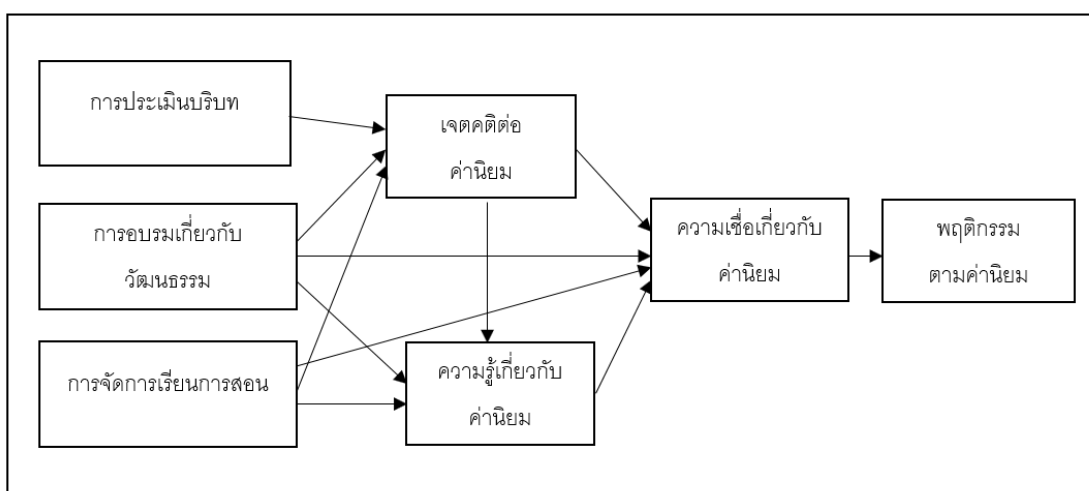 การประเมินบริบท
เจตคติต่อ
ค่านิยม
การอบรมเกี่ยวกับ
วัฒนธรรม
ความเชื่อเกี่ยวกับ
ค่านิยม
พฤติกรรม
ตามค่านิยม
การจัดการเรียนการสอน
ความรู้เกี่ยวกับ
ค่านิยม